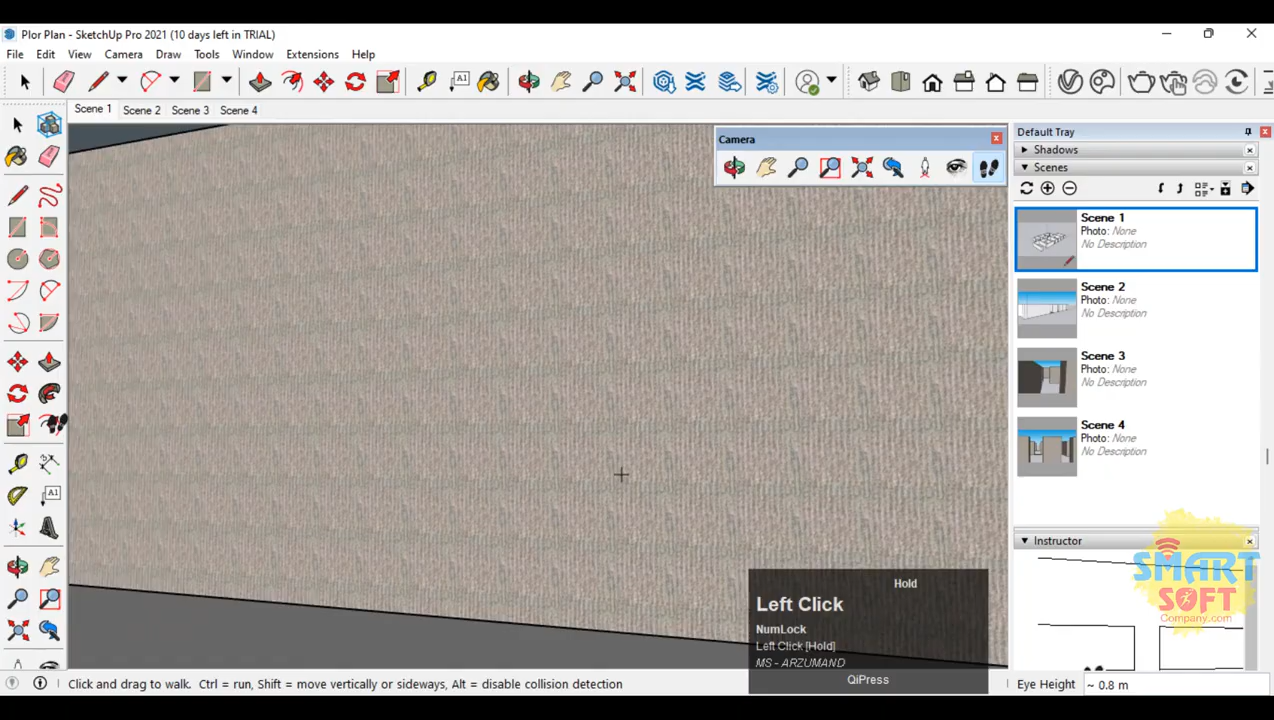 Plor Plan - SketchUp Pro 2021 (10 days left in TRIAL)
File Edit View Camera Draw Tools Window Extensions Help
A1
Scene 1 Scene 2 Scene 3 Scene 4
Camera
Default Tray
Shadows
Scenes
Scene 1
Photo: None
No Description
Scene 2
Photo: None
No Description
Scene 3
Photo: None
No Description
Scene 4
Photo: None
No Description
A1
Instructor
SMART
SOFT
Company.com
Hold
Left Click
NumLock
Left Click [Hold]
MS - ARZUMAND
QiPress
Click and drag to walk. Ctrl = run, Shift = move vertically or sideways, Alt = disable collision detection
Eye Height ~ 0.8 m